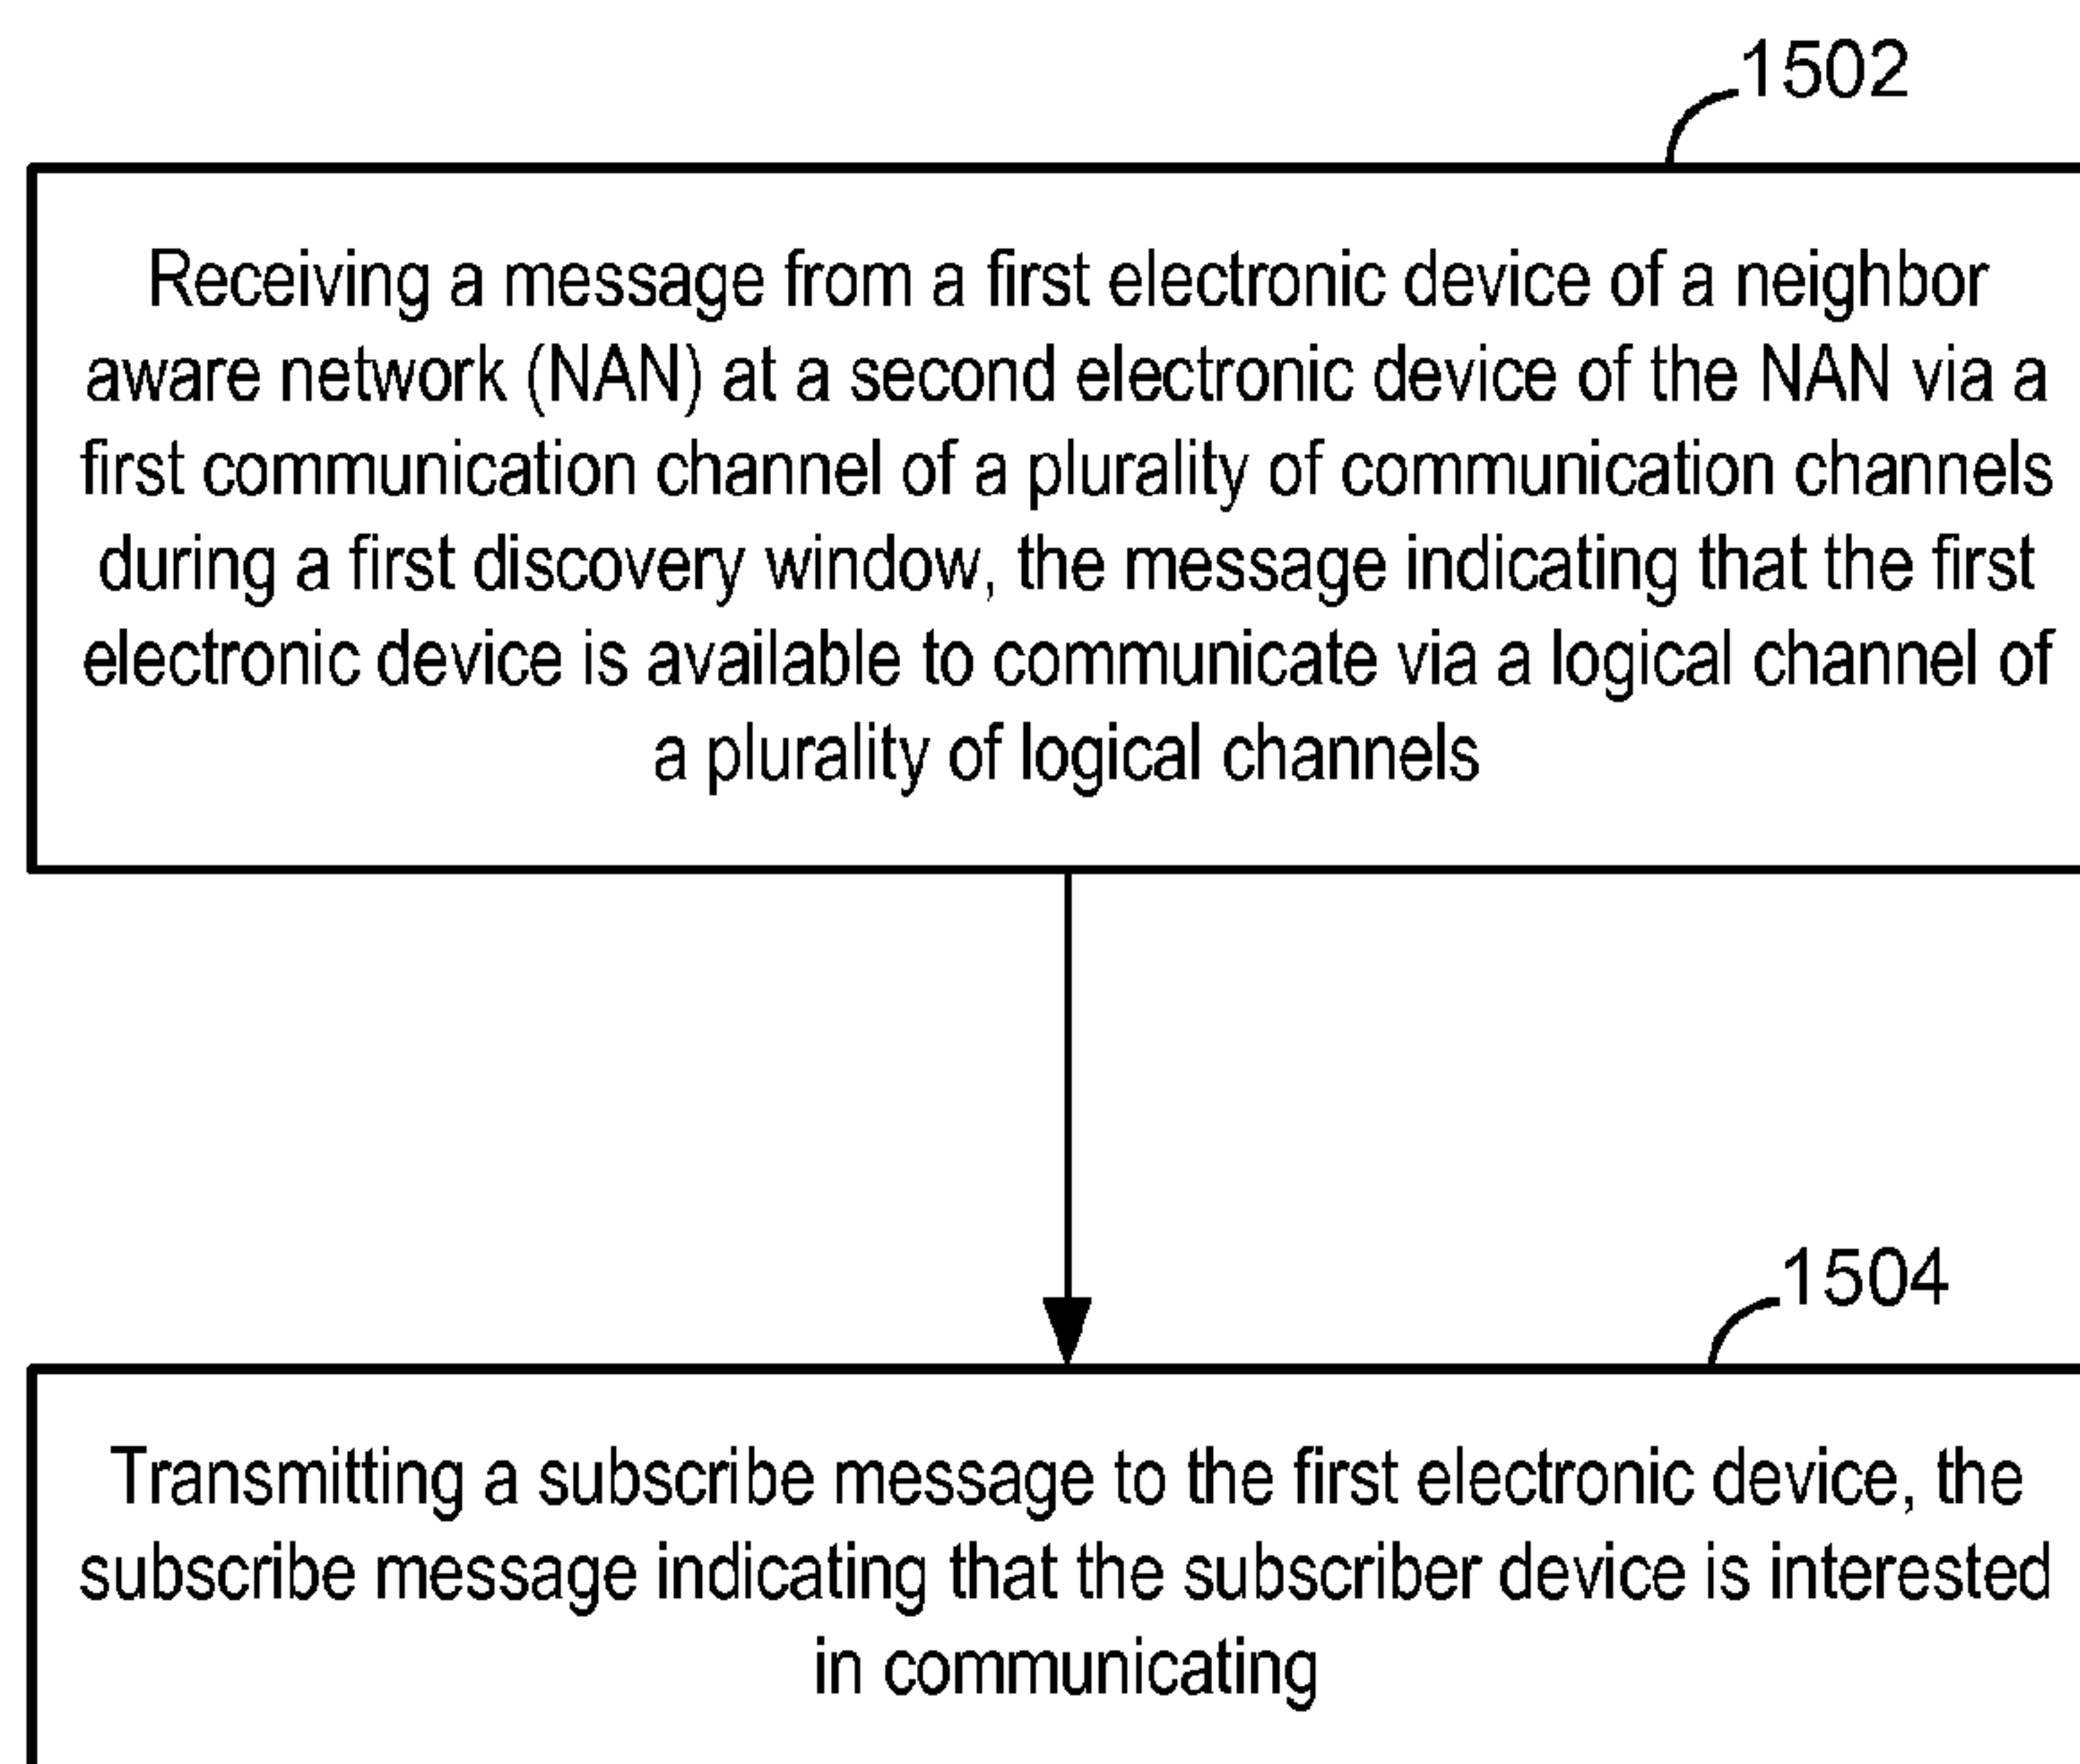 1502
Receiving a message from a first electronic device of a neighbor
aware network (NAN) at a second electronic device of the NAN via a
first communication channel of a plurality of communication channels
during a first discovery window, the message indicating that the first
electronic device is available to communicate via a logical channel of
a plurality of logical channels
1504
Transmitting a subscribe message to the first electronic device, the
subscribe message indicating that the subscriber device is interested
in communicating